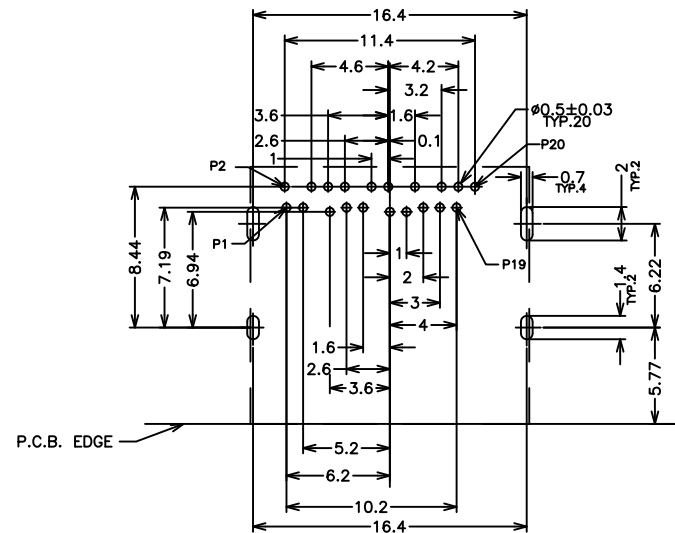 16.4
11.4
4.6
4.2
3.2
3.6
1.6
ø0.5±0.03
TYP.20
2.6
0.1
1
P20
P2
0.7
TYP.4
2
TYP.2
P1
P19
8.44
7.19
6.94
1
2
3
4
1.4
TYP.2
6.22
1.6
2.6
3.6
5.77
P.C.B. EDGE
5.2
6.2
10.2
16.4